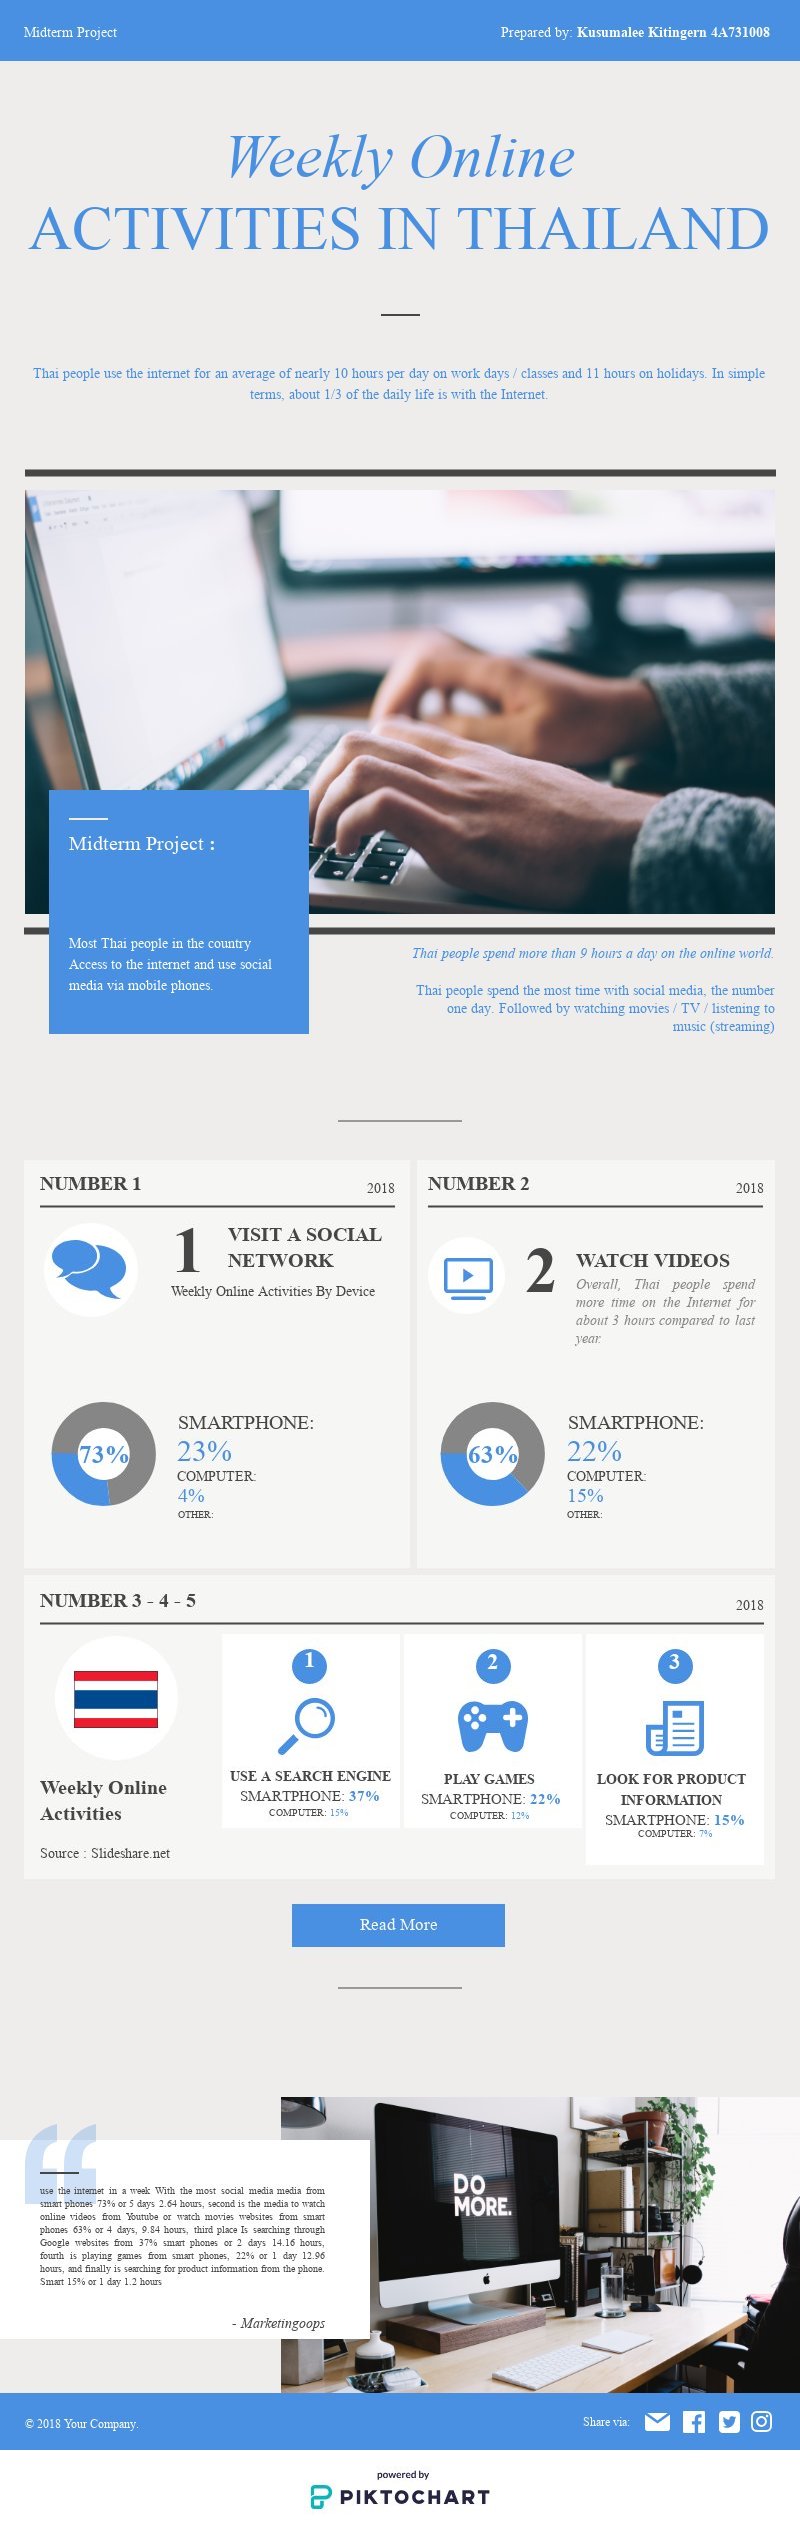 Midterm Project
Prepared by: Kusumalee Kitingern 4A731008
Weekly Online
ACTIVITIES IN THAILAND
Thai people use the internet for an average of nearly 10 hours per day on work days / classes and 11 hours on holidays. In simple
terms, about 1/3 of the daily life is with the Internet.
Midterm Project :
Most Thai people in the country
Access to the internet and use social
media via mobile phones.
Thai people spend more than 9 hours a day on the online world.
Thai people spend the most time with social media, the number
one day. Followed by watching movies / TV / listening to
music (streaming)
NUMBER 1
2018
1
VISIT A SOCIAL
NETWORK
Weekly Online Activities By Device
73%
SMARTPHONE:
23%
COMPUTER:
4%
OTHER:
NUMBER 2
2018
2
WATCH VIDEOS
Overall, Thai people spend
more time on the Internet for
about 3 hours compared to last
year.
63%
SMARTPHONE:
22%
COMPUTER:
15%
OTHER:
NUMBER 3 - 4 - 5
2018
Weekly Online
Activities
Source : Slideshare.net
1
USE A SEARCH ENGINE
SMARTPHONE: 37%
COMPUTER: 15%
2
PLAY GAMES
SMARTPHONE: 22%
COMPUTER: 12%
3
LOOK FOR PRODUCT
INFORMATION
SMARTPHONE: 15%
COMPUTER: 7%
Read More
DO
MORE.
“
use the internet in a week With the most social media media from
smart phones 73% or 5 days 2.64 hours, second is the media to watch
online videos from Youtube or watch movies websites from smart
phones 63% or 4 days, 9.84 hours, third place Is searching through
Google websites from 37% smart phones or 2 days 14.16 hours,
fourth is playing games from smart phones, 22% or 1 day 12.96
hours, and finally is searching for product information from the phone.
Smart 15% or 1 day 1.2 hours
- Marketingoops
© 2018 Your Company.
Share via:
powered by
PIKTOCHART